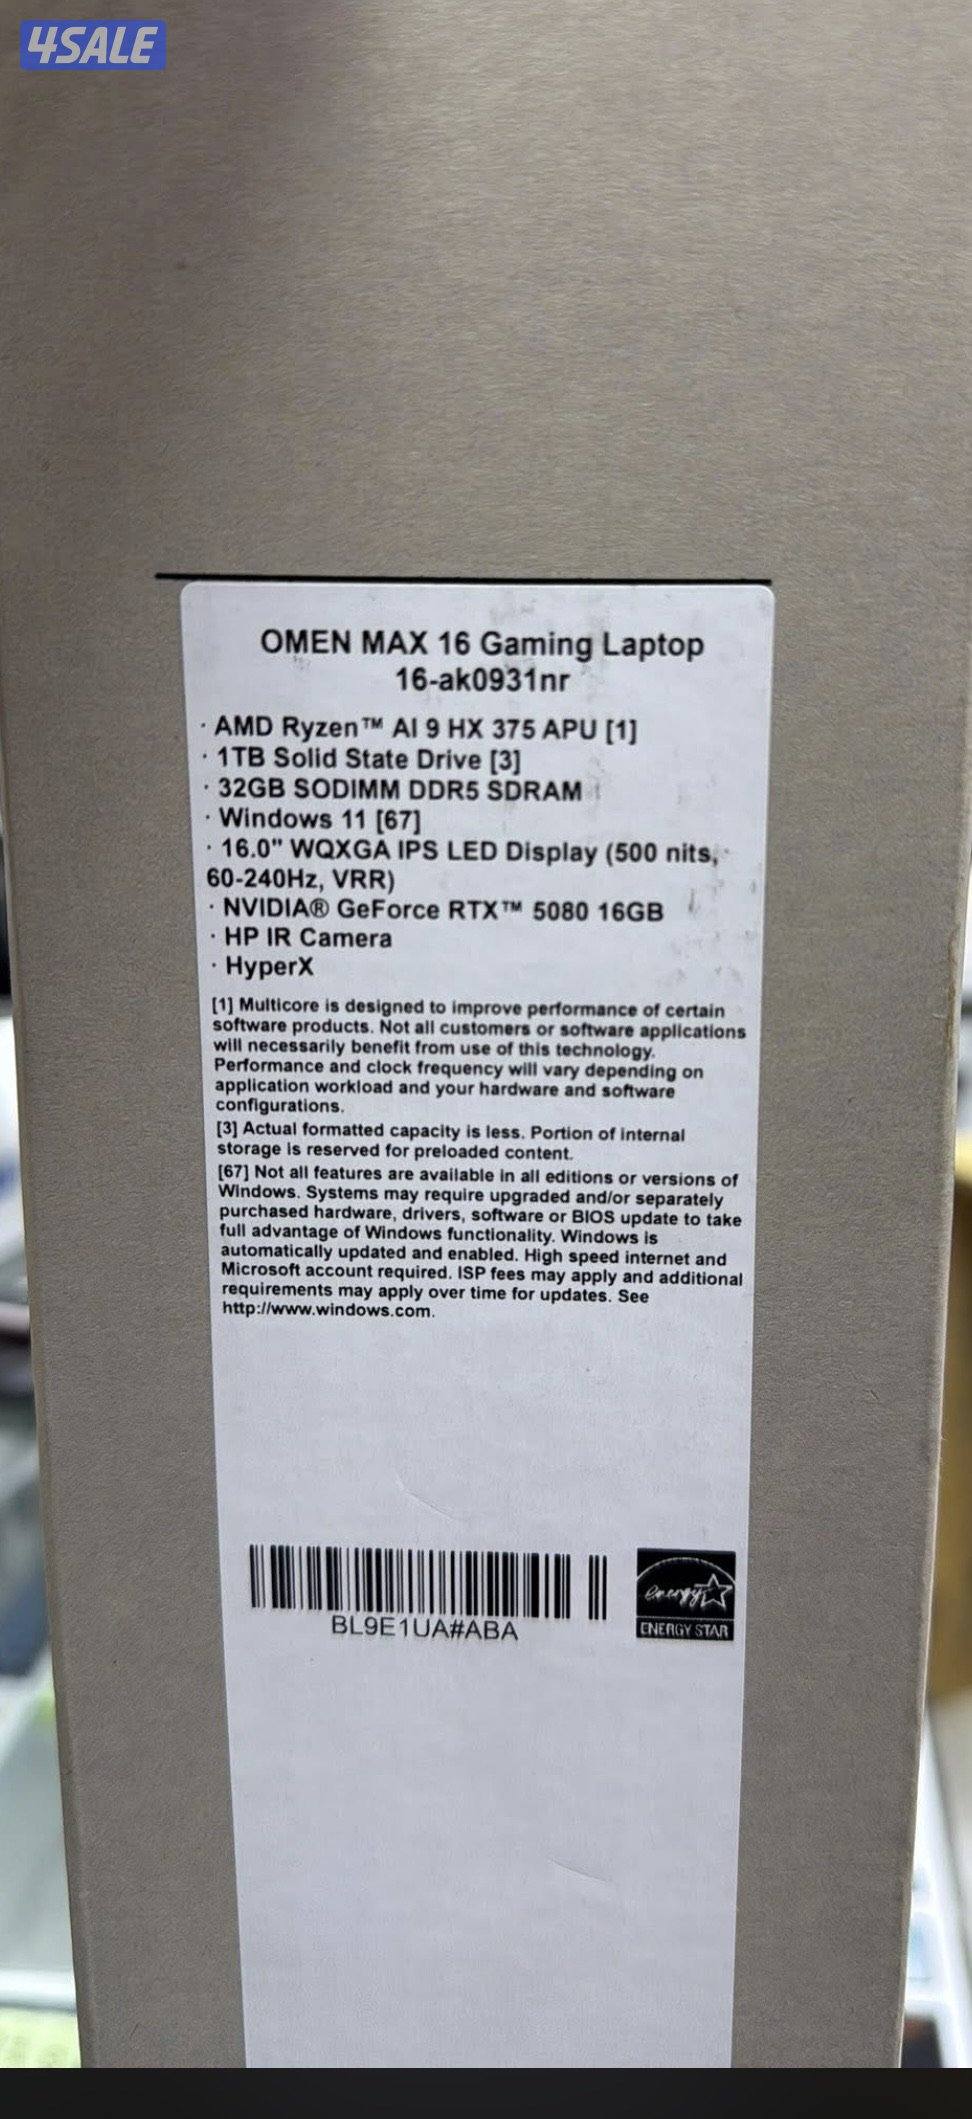 4SALE
OMEN MAX 16 Gaming Laptop
16-ak0931nr
· AMD Ryzen™ AI 9 HX 375 APU [1]
· 1TB Solid State Drive [3]
· 32GB SODIMM DDR5 SDRAM
· Windows 11 [67]
· 16.0" WQXGA IPS LED Display (500 nits,
60-240Hz, VRR)
· NVIDIA® GeForce RTX™ 5080 16GB
· HP IR Camera
· HyperX
[1] Multicore is designed to improve performance of certain
software products. Not all customers or software applications
will necessarily benefit from use of this technology.
Performance and clock frequency will vary depending on
application workload and your hardware and software
configurations.
[3] Actual formatted capacity is less. Portion of internal
storage is reserved for preloaded content.
[67] Not all features are available in all editions or versions of
Windows. Systems may require upgraded and/or separately
purchased hardware, drivers, software or BIOS update to take
full advantage of Windows functionality. Windows is
automatically updated and enabled. High speed internet and
Microsoft account required. ISP fees may apply and additional
requirements may apply over time for updates. See
http://www.windows.com.
BL9E1UA#ABA
energy
ENERGY STAR